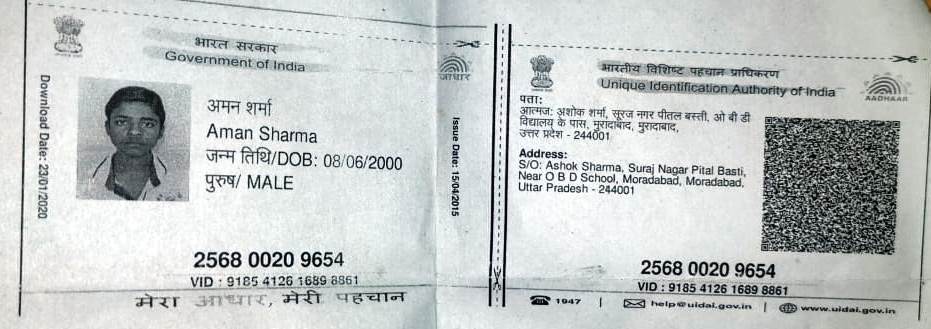 भारत सरकार
Government of India
आधार
Download Date: 23/01/2020
अमन शर्मा
Aman Sharma
जन्म तिथि/DOB: 08/06/2000
पुरुष/ MALE
Issue Date: 15/04/2015
2568 0020 9654
VID : 9185 4126 1689 8861
मेरा आधार, मेरी पहचान
भारतीय विशिष्ट पहचान प्राधिकरण
Unique Identification Authority of India
AADHAAR
पता:
आत्मज: अशोक शर्मा, सूरज नगर पीतल बस्ती, ओ बी डी
विद्यालय के पास, मुरादाबाद, मुरादाबाद,
उत्तर प्रदेश - 244001
Address:
S/O: Ashok Sharma, Suraj Nagar Pital Basti,
Near O B D School, Moradabad, Moradabad,
Uttar Pradesh - 244001
2568 0020 9654
VID : 9185 4126 1689 8861
1947 | help@uidai.gov.in | www.uidai.gov.in